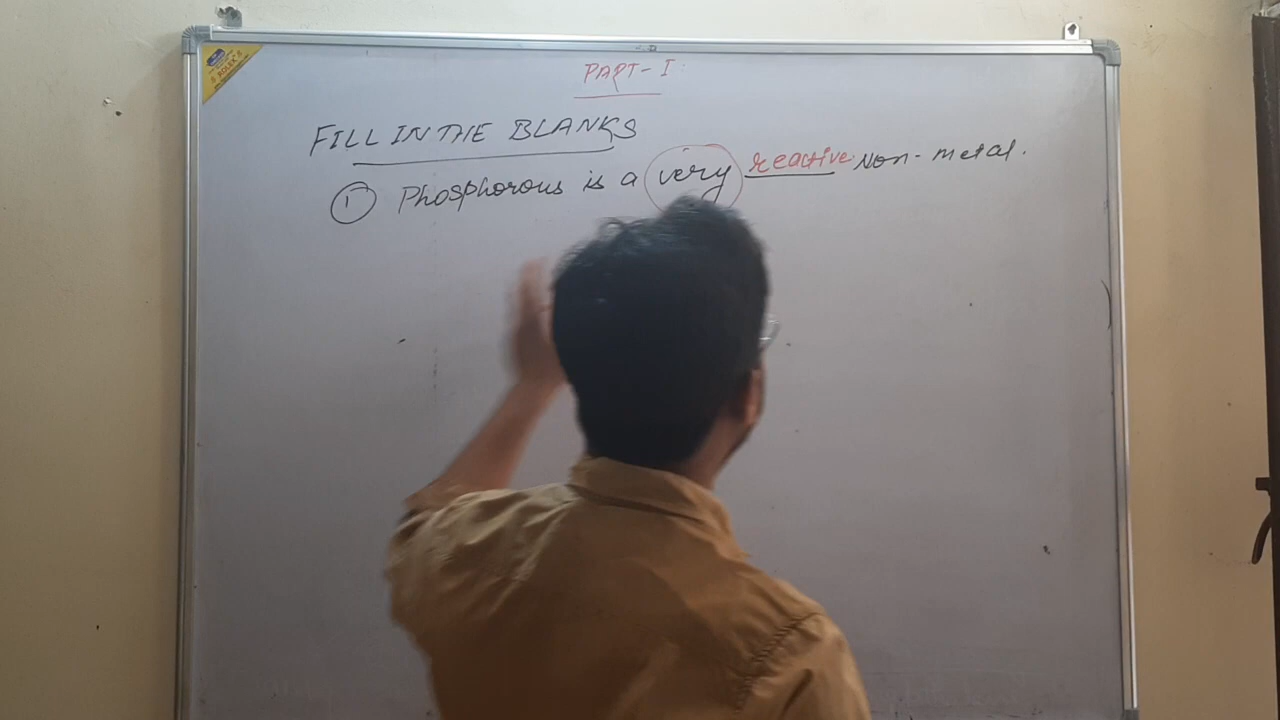 PART-I
FILL IN THE BLANKS
① Phosphorous is a very reactive Non-metal.